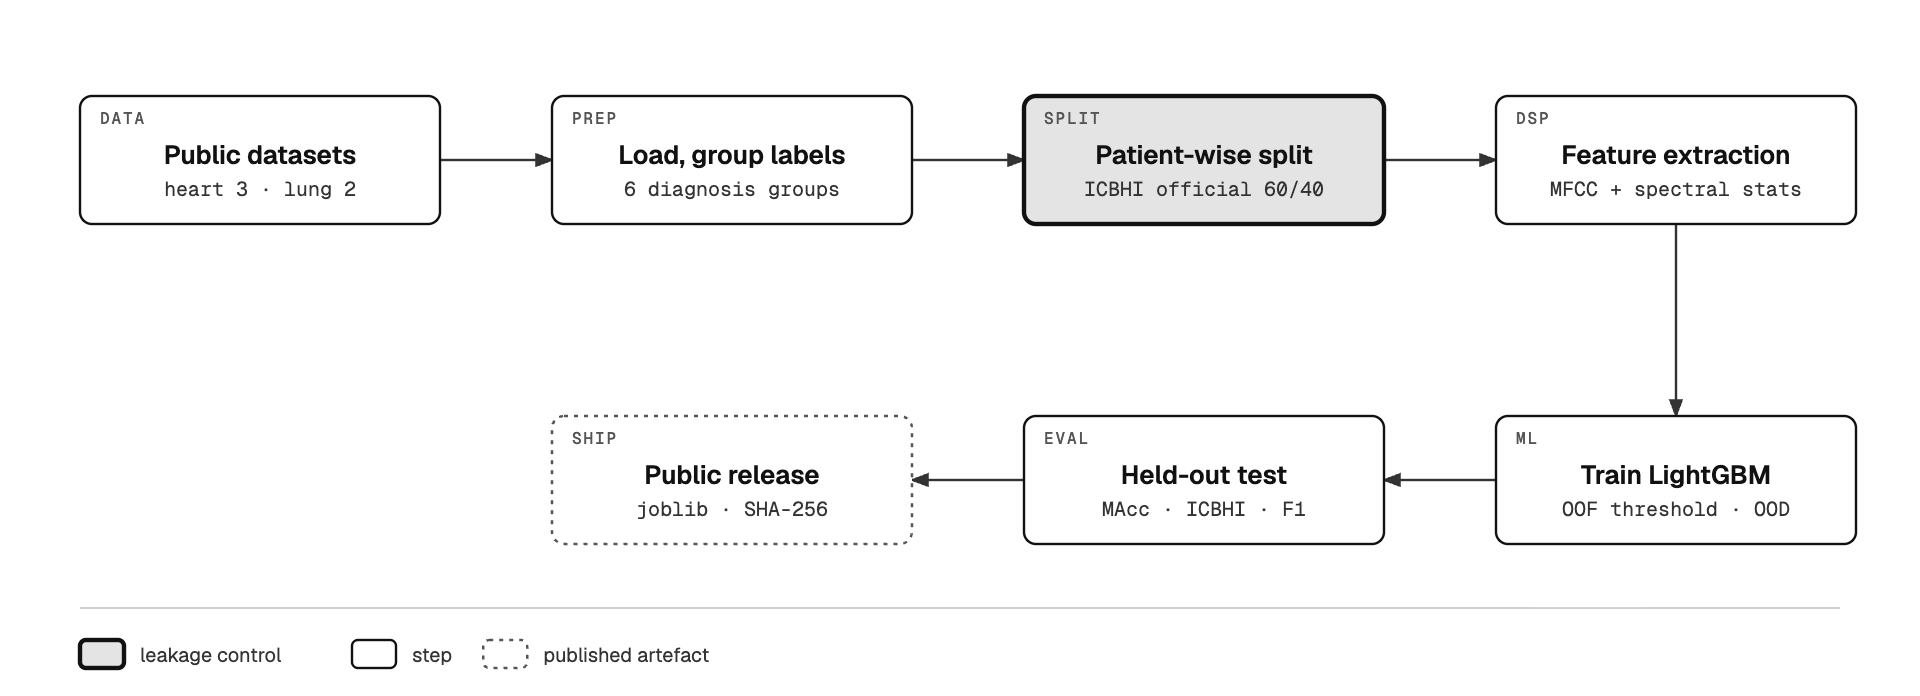 DATA
Public datasets
heart 3 · lung 2
PREP
Load, group labels
6 diagnosis groups
SPLIT
Patient-wise split
ICBHI official 60/40
DSP
Feature extraction
MFCC + spectral stats
SHIP
Public release
joblib · SHA-256
EVAL
Held-out test
MAcc · ICBHI · F1
ML
Train LightGBM
OOF threshold · OOD
leakage control
step
published artefact